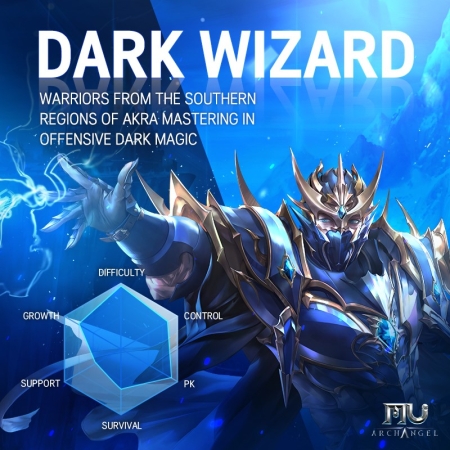 DARK WIZARD
WARRIORS FROM THE SOUTHERN
REGIONS OF AKRA MASTERING IN
OFFENSIVE DARK MAGIC
DIFFICULTY
GROWTH
CONTROL
SUPPORT
PK
SURVIVAL
MU
ARCHANGEL